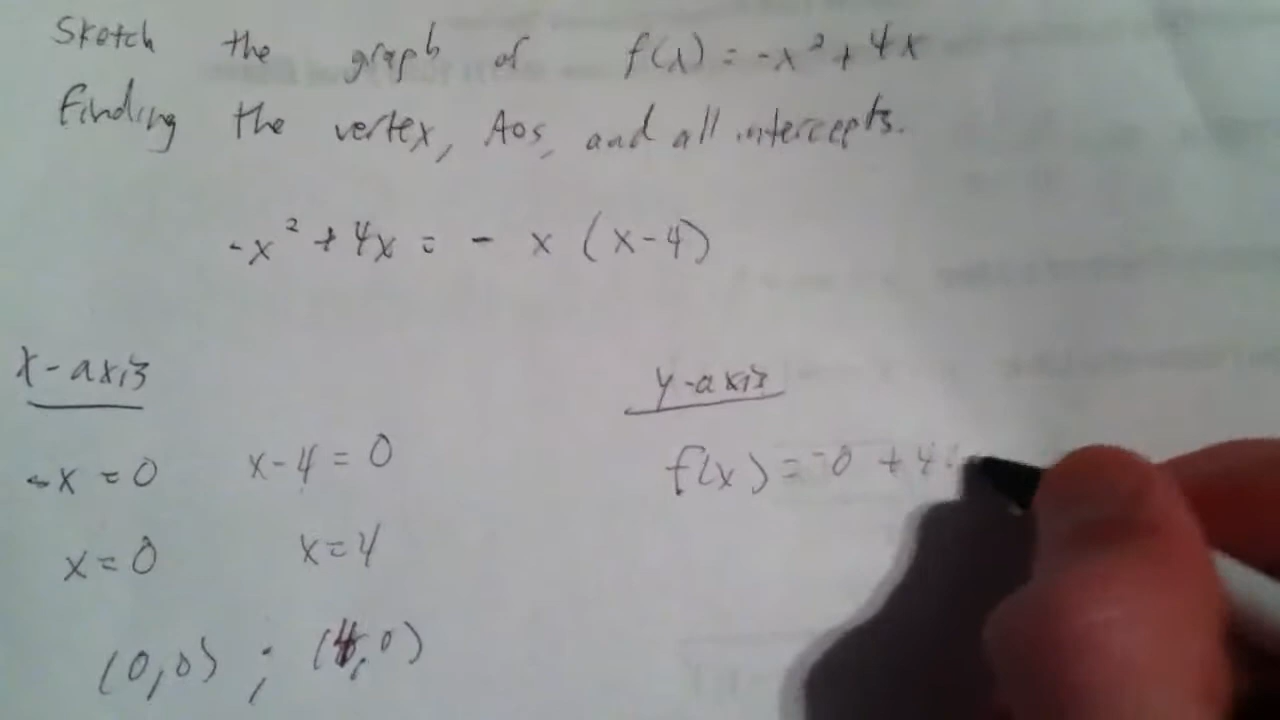 Sketch the graph of f(x) = -x² + 4x
Finding the vertex, AOS, and all intercepts.
-x² + 4x = - x (x-4)
x-axis
y-axis
-x = 0 x-4 = 0
f(x) = -0 + 4
x = 0 x = 4
(0,0) ; (4,0)